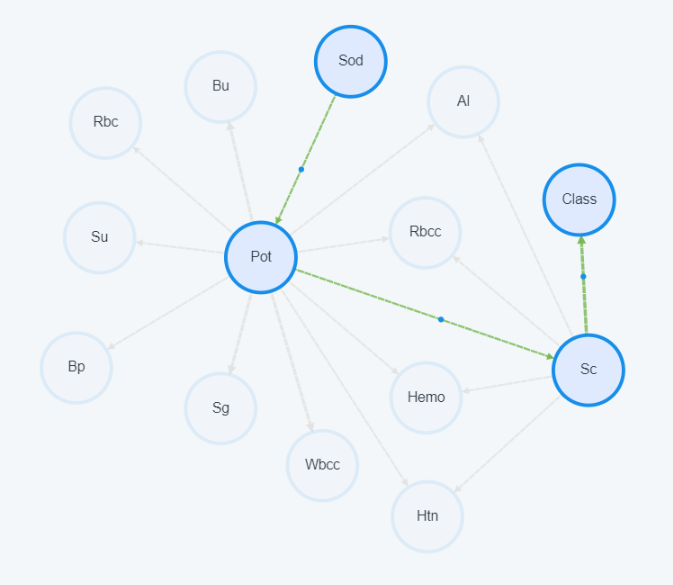 Sod
Bu
Al
Rbc
Class
Rbcc
Su
Pot
Bp
Sc
Hemo
Sg
Wbcc
Htn